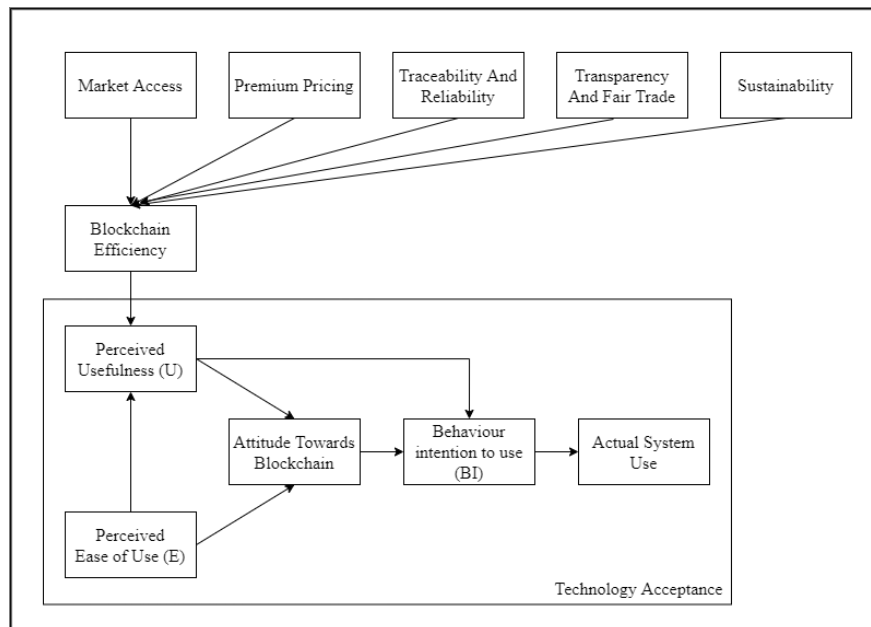 Market Access
Premium Pricing
Traceability And
Reliability
Transparency
And Fair Trade
Sustainability
Blockchain
Efficiency
Perceived
Usefulness (U)
Attitude Towards
Blockchain
Behaviour
intention to use
(BI)
Actual System
Use
Perceived
Ease of Use (E)
Technology Acceptance